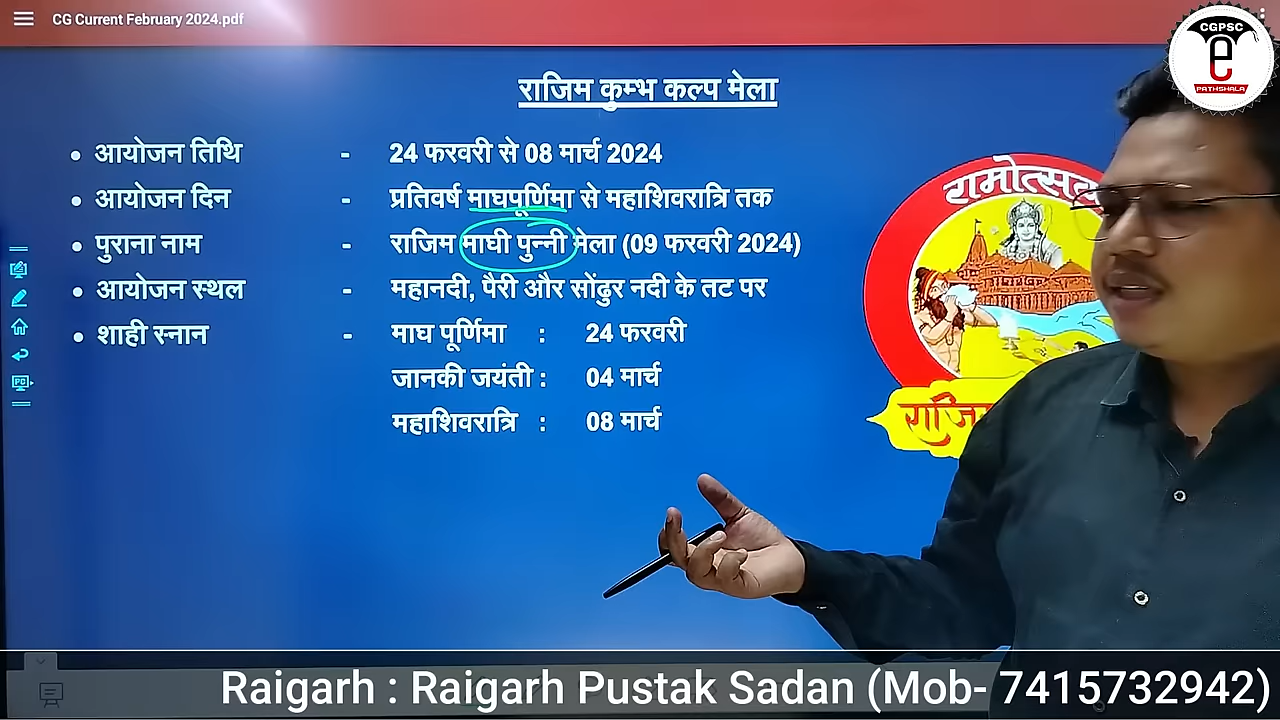 CG Current February 2024.pdf
CGPSC
e
PATHSHALA
राजिम कुम्भ कल्प मेला
• आयोजन तिथि - 24 फरवरी से 08 मार्च 2024
• आयोजन दिन - प्रतिवर्ष माघपूर्णिमा से महाशिवरात्रि तक
• पुराना नाम - राजिम माघी पुन्नी मेला (09 फरवरी 2024)
• आयोजन स्थल - महानदी, पैरी और सोंढुर नदी के तट पर
• शाही स्नान - माघ पूर्णिमा : 24 फरवरी
जानकी जयंती : 04 मार्च
महाशिवरात्रि : 08 मार्च
रामोत्सव
Raigarh : Raigarh Pustak Sadan (Mob- 7415732942)